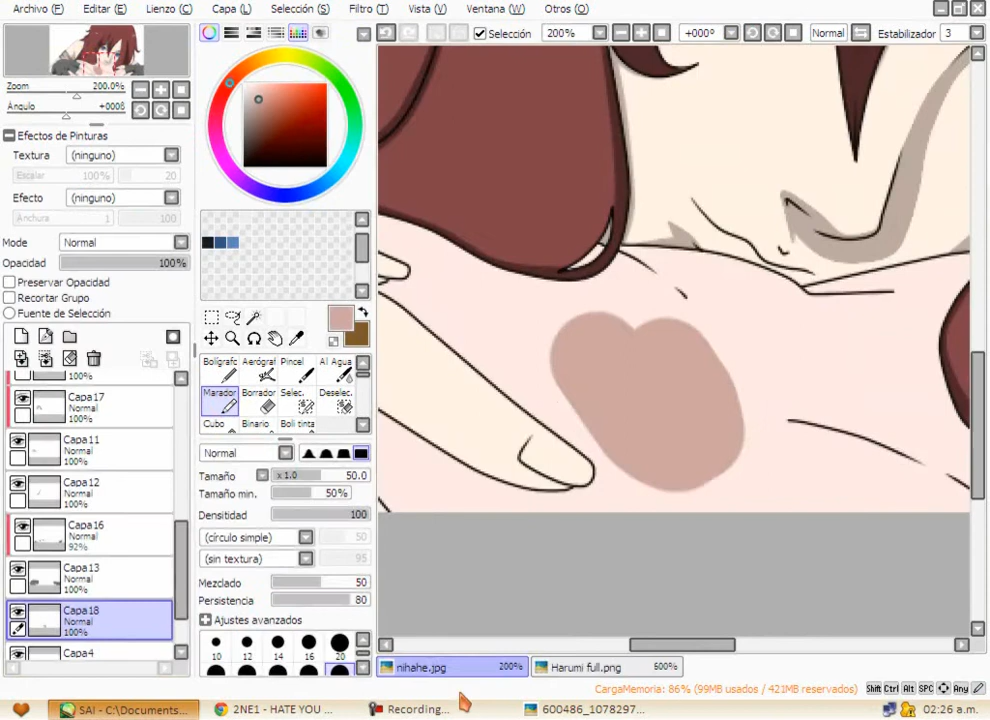 Archivo (F) Editar (E) Lienzo (C) Capa (L) Selección (S) Filtro (T) Vista (V) Ventana (W) Otros (O)
Selección 200% +000º Normal Estabilizador 3
Zoom 200.0%
Ángulo +000ß
Efectos de Pinturas
Textura (ninguno)
Escalar 100% 20
Efecto (ninguno)
Anchura 1 100
Mode Normal
Opacidad 100%
Preservar Opacidad
Recortar Grupo
Fuente de Selección
100%
Capa17
Normal
100%
Capa11
Normal
100%
Capa12
Normal
100%
Capa16
Normal
92%
Capa13
Normal
100%
Capa18
Normal
100%
Capa4
Bolígrafc Aerógraf Pincel Al Agua
Marador Borrador Selec. Deselec.
Cubo Binario Boli tinta
Normal
Tamaño x 1.0 50.0
Tamaño min. 50%
Densitidad 100
(círculo simple) 50
(sin textura) 95
Mezclado 50
Persistencia 80
Ajustes avanzados
10 12 14 16 20
nihahe.jpg 200% Harumi full.png 600%
CargaMemoria: 86% (99MB usados / 421MB reservados) Shift Ctrl Alt SPC Any
SAI - C:\Documents... 2NE1 - HATE YOU ... Recording... 600486_1078297... 02:26 a.m.